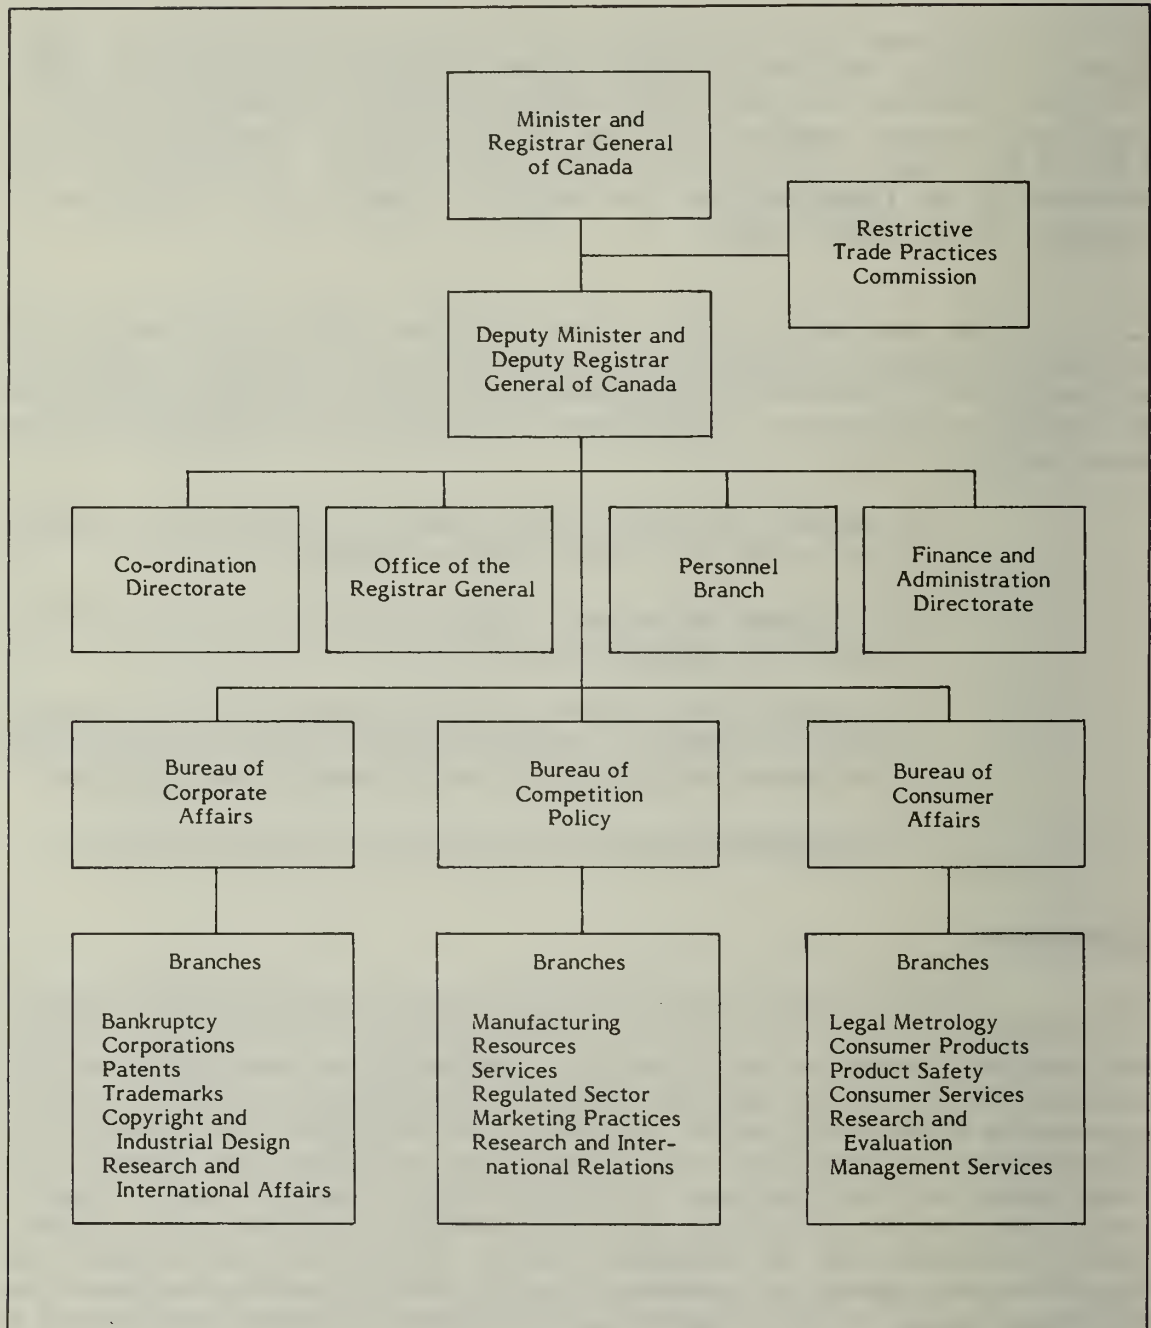 Minister and
Registrar General
of Canada
Restrictive
Trade Practices
Commission
Deputy Minister and
Deputy Registrar
General of Canada
Co-ordination
Directorate
Office of the
Registrar General
Personnel
Branch
Finance and
Administration
Directorate
Bureau of
Corporate
Affairs
Bureau of
Competition
Policy
Bureau of
Consumer
Affairs
Branches
Bankruptcy
Corporations
Patents
Trademarks
Copyright and
Industrial Design
Research and
International Affairs
Branches
Manufacturing
Resources
Services
Regulated Sector
Marketing Practices
Research and Inter-
national Relations
Branches
Legal Metrology
Consumer Products
Product Safety
Consumer Services
Research and
Evaluation
Management Services